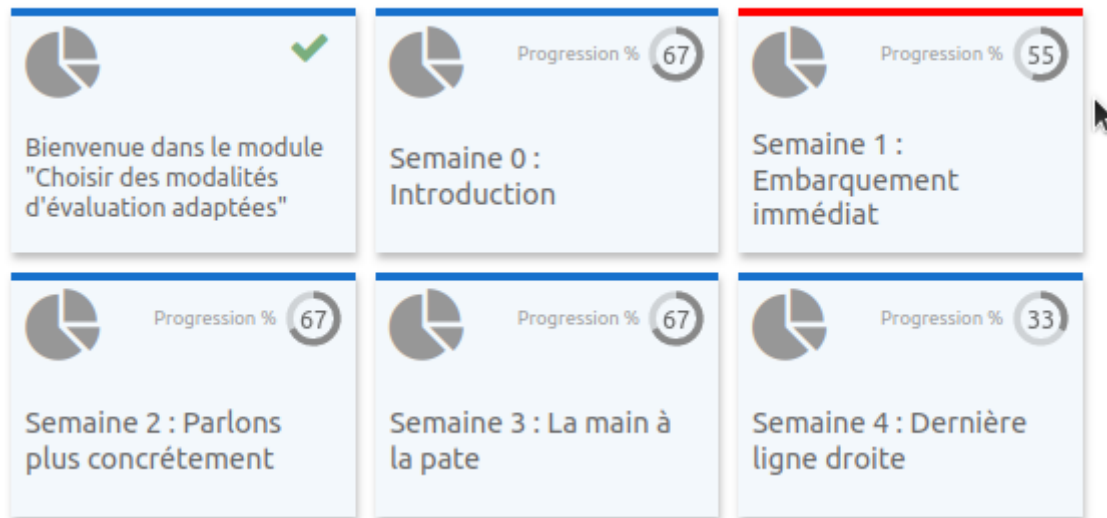 Bienvenue dans le module
"Choisir des modalités
d'évaluation adaptées"
Progression % 67
Semaine 0 :
Introduction
Progression % 55
Semaine 1 :
Embarquement
immédiat
Progression % 67
Semaine 2 : Parlons
plus concrétement
Progression % 67
Semaine 3 : La main à
la pate
Progression % 33
Semaine 4 : Dernière
ligne droite